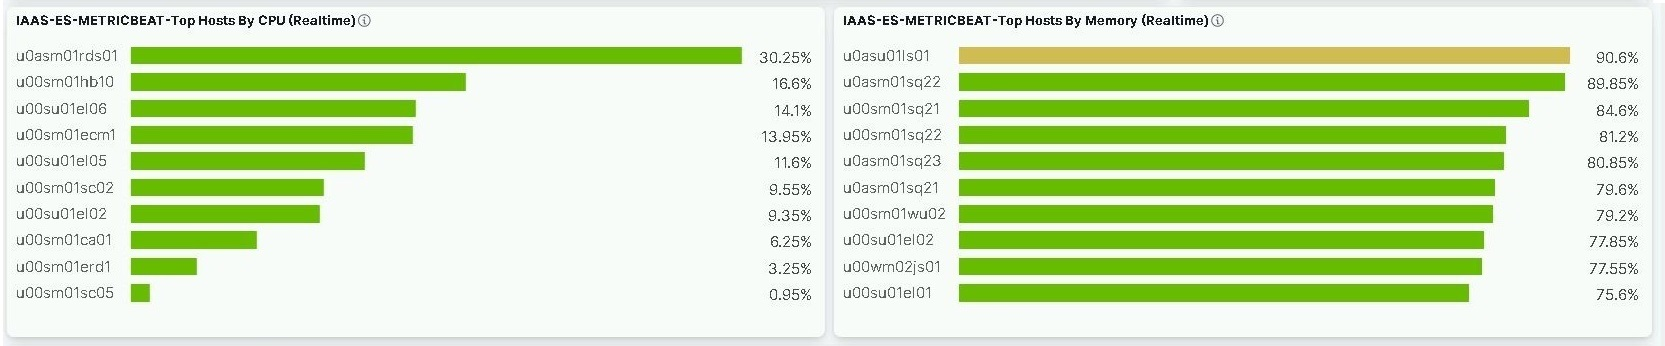 IAAS-ES-METRICBEAT-Top Hosts By CPU (Realtime)
u0asm01rds01 30.25%
u00sm01hb10 16.6%
u00su01el06 14.1%
u00sm01ecm1 13.95%
u00su01el05 11.6%
u00sm01sc02 9.55%
u00su01el02 9.35%
u00sm01ca01 6.25%
u00sm01erd1 3.25%
u00sm01sc05 0.95%
IAAS-ES-METRICBEAT-Top Hosts By Memory (Realtime)
u0asu01ls01 90.6%
u0asm01sq22 89.85%
u00sm01sq21 84.6%
u00sm01sq22 81.2%
u0asm01sq23 80.85%
u0asm01sq21 79.6%
u00sm01wu02 79.2%
u00su01el02 77.85%
u00wm02js01 77.55%
u00su01el01 75.6%